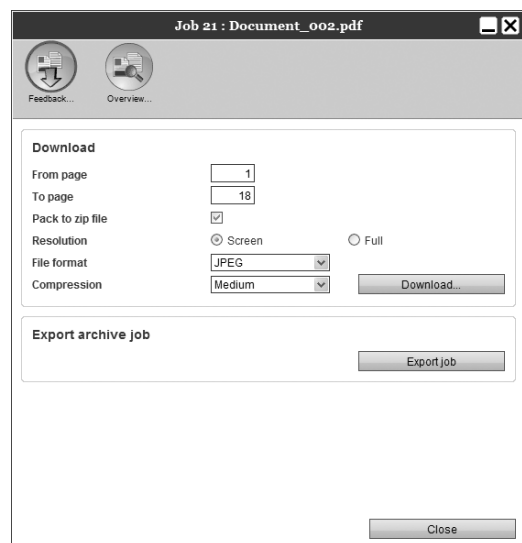 Job 21 : Document_002.pdf
Feedback... Overview...
Download
From page 1
To page 18
Pack to zip file
Resolution Screen Full
File format JPEG
Compression Medium Download...
Export archive job
Export job
Close